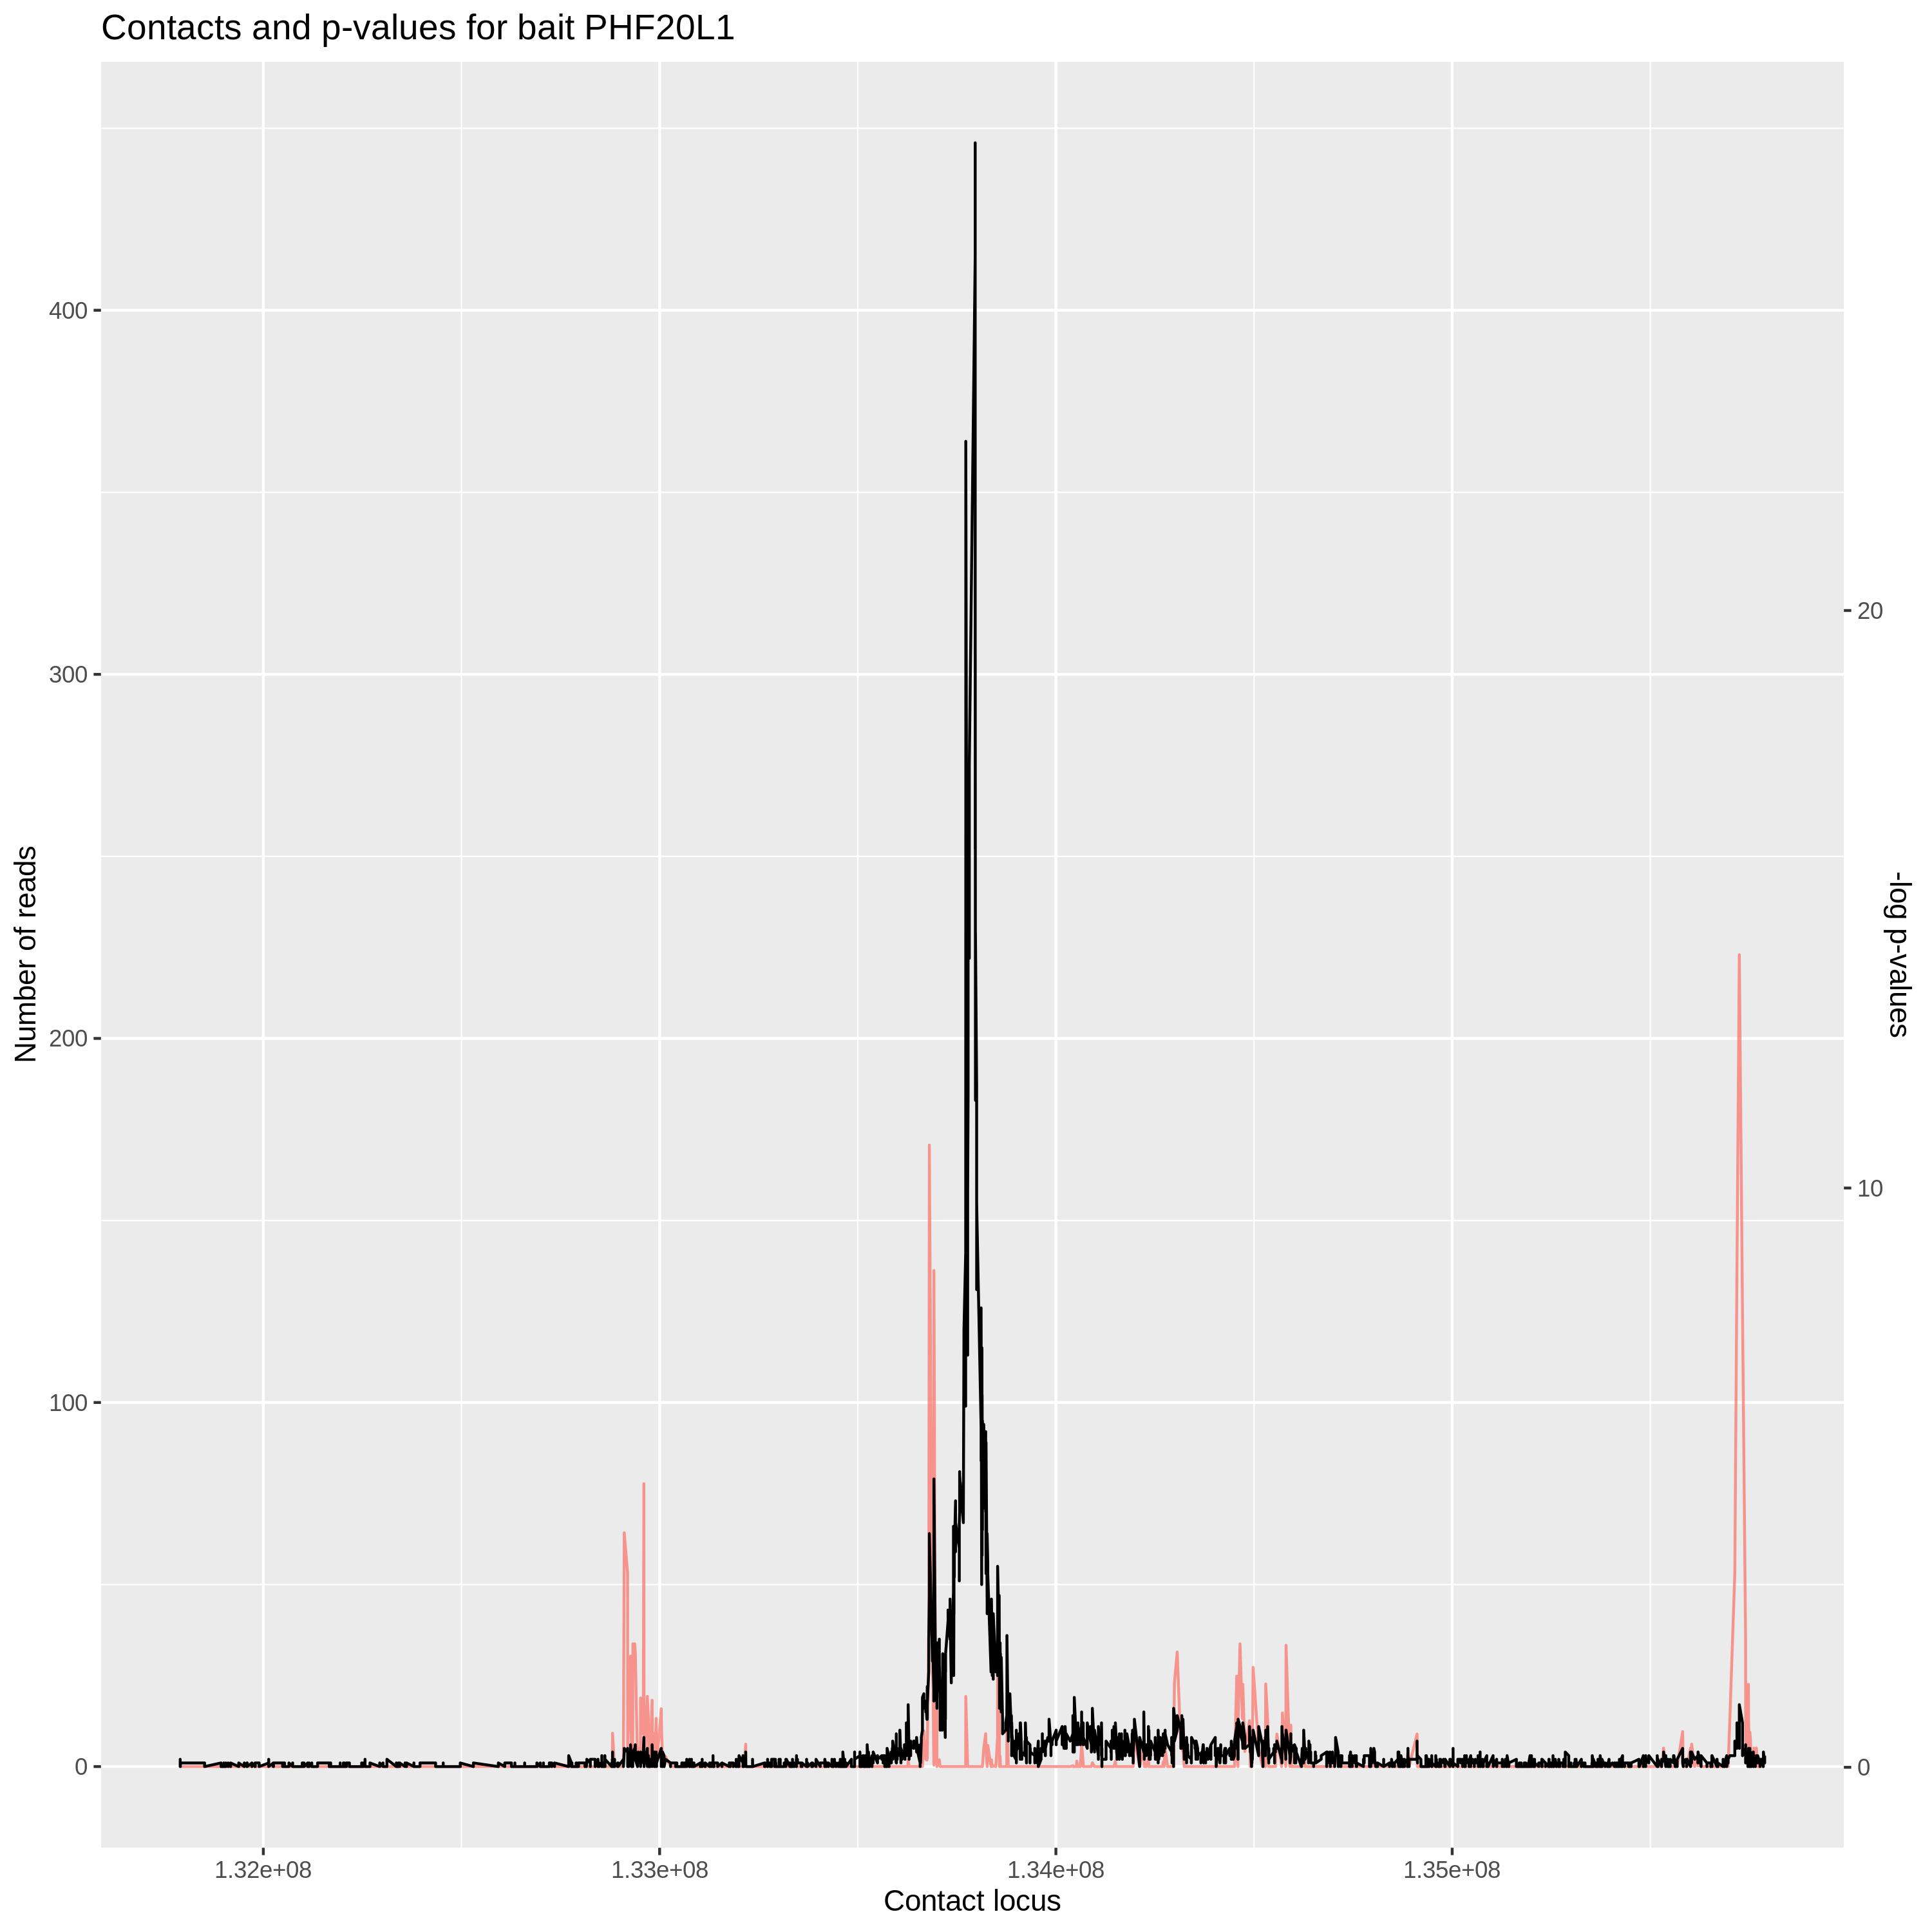 Contacts and p-values for bait PHF20L1
400
300
200
100
0
Number of reads
20
10
0
-log p-values
1.32e+08
1.33e+08
1.34e+08
1.35e+08
Contact locus